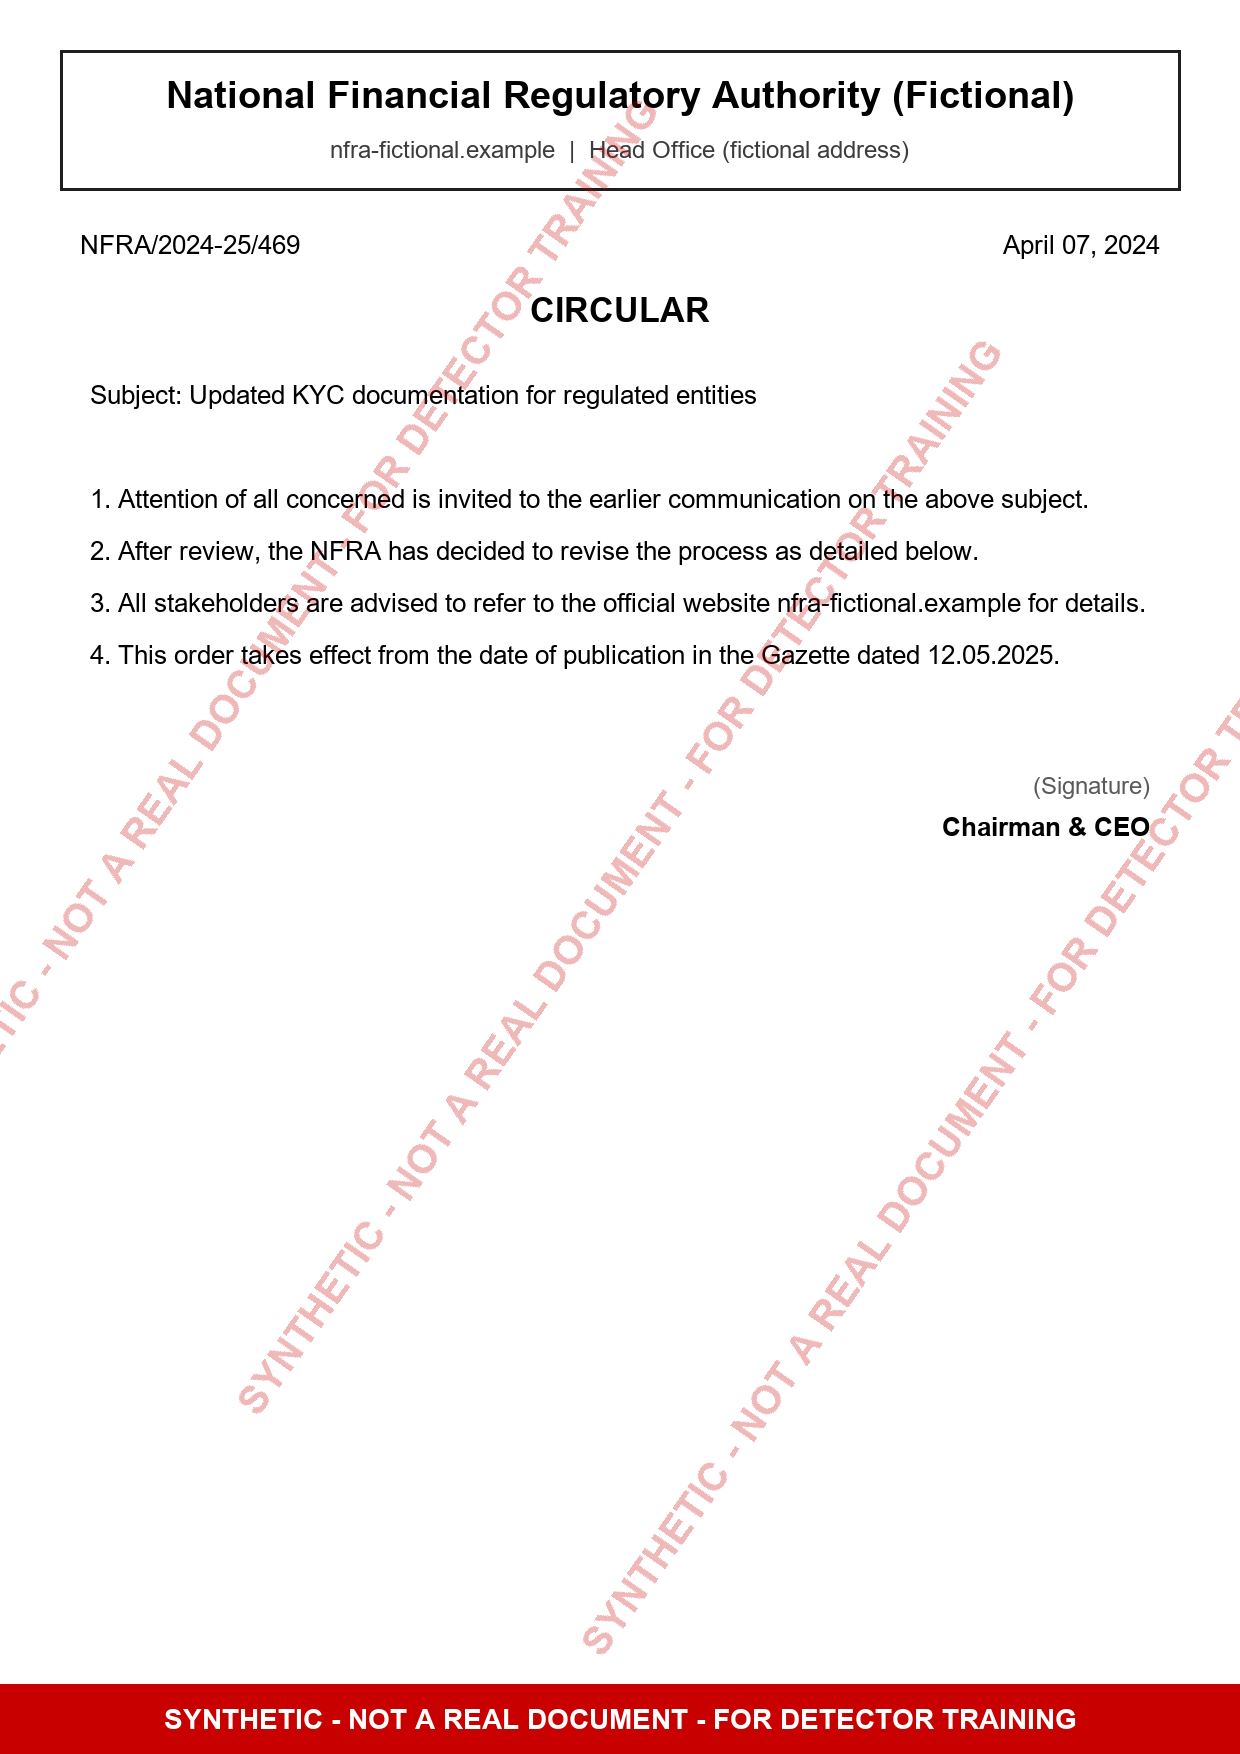 National Financial Regulatory Authority (Fictional)
nfra-fictional.example | Head Office (fictional address)
NFRA/2024-25/469 April 07, 2024
CIRCULAR
Subject: Updated KYC documentation for regulated entities
1. Attention of all concerned is invited to the earlier communication on the above subject.
2. After review, the NFRA has decided to revise the process as detailed below.
3. All stakeholders are advised to refer to the official website nfra-fictional.example for details.
4. This order takes effect from the date of publication in the Gazette dated 12.05.2025.
(Signature)
Chairman & CEO
NOT A REAL DOCUMENT - FOR DETECTOR TRAINING
SYNTHETIC - NOT A REAL DOCUMENT - FOR DETECTOR TRAINING
SYNTHETIC - NOT A REAL DOCUMENT - FOR DETECTOR
SYNTHETIC - NOT A REAL DOCUMENT - FOR DETECTOR TRAINING